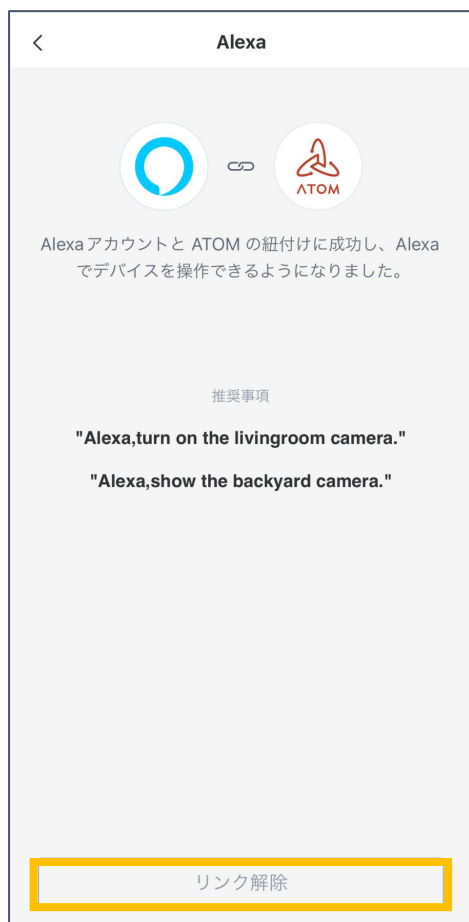 Alexa
ATOM
Alexaアカウントと ATOM の紐付けに成功し、Alexa
でデバイスを操作できるようになりました。
推奨事項
"Alexa,turn on the livingroom camera."
"Alexa,show the backyard camera."
リンク解除